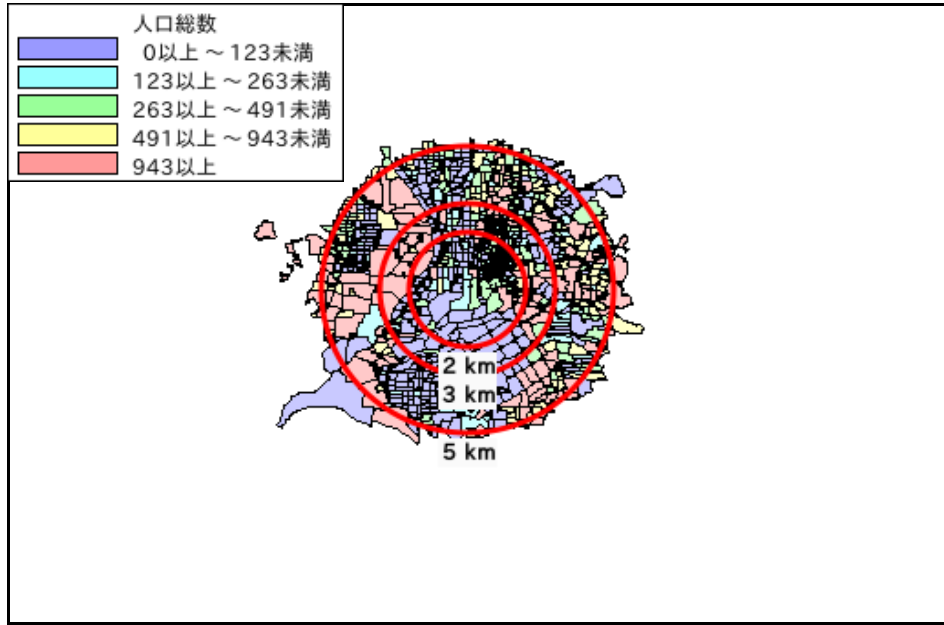 人口総数
0以上 ～ 123未満
123以上 ～ 263未満
263以上 ～ 491未満
491以上 ～ 943未満
943以上
2 km
3 km
5 km